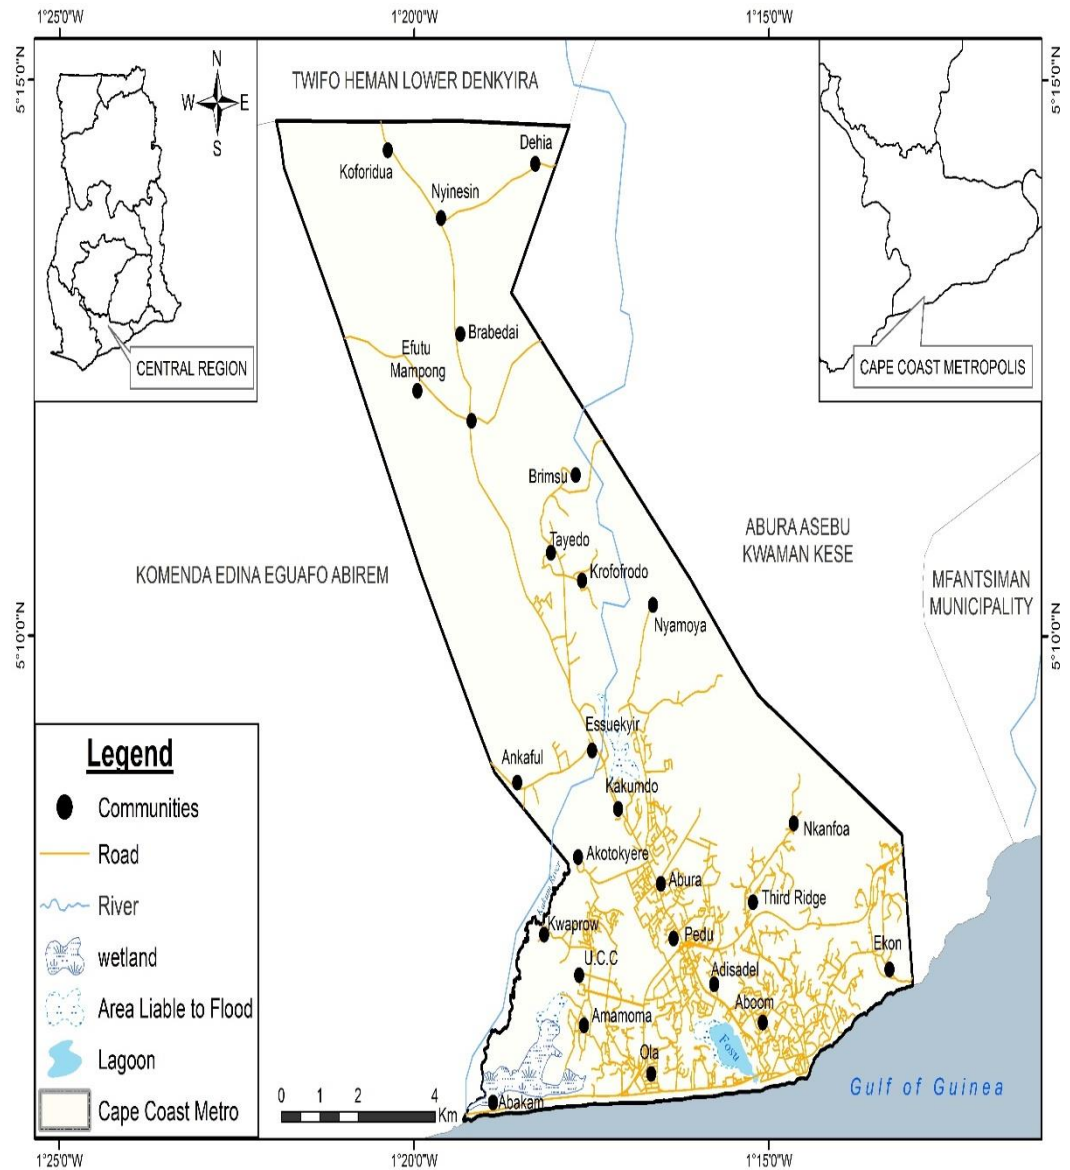 1°25'0"W
1°20'0"W
1°15'0"W
5°15'0"N
5°15'0"N
N
W
E
S
TWIFO HEMAN LOWER DENKYIRA
CENTRAL REGION
CAPE COAST METROPOLIS
Dehia
Koforidua
Nyinesin
Brabedai
Efutu
Mampong
Brimsu
ABURA ASEBU
KWAMAN KESE
Tayedo
Krofofrodo
KOMENDA EDINA EGUAFO ABIREM
MFANTSIMAN
MUNICIPALITY
Nyamoya
5°10'0"N
5°10'0"N
Essuekyir
Ankaful
Kakumdo
Nkanfoa
Akotokyere
Abura
Third Ridge
Kwaprow
Pedu
Ekon
U.C.C
Adisadel
Aboom
Amamoma
Fosu
Ola
Gulf of Guinea
Abakam
Legend
Communities
Road
River
wetland
Area Liable to Flood
Lagoon
Cape Coast Metro
0 1 2 4
Km
1°25'0"W
1°20'0"W
1°15'0"W